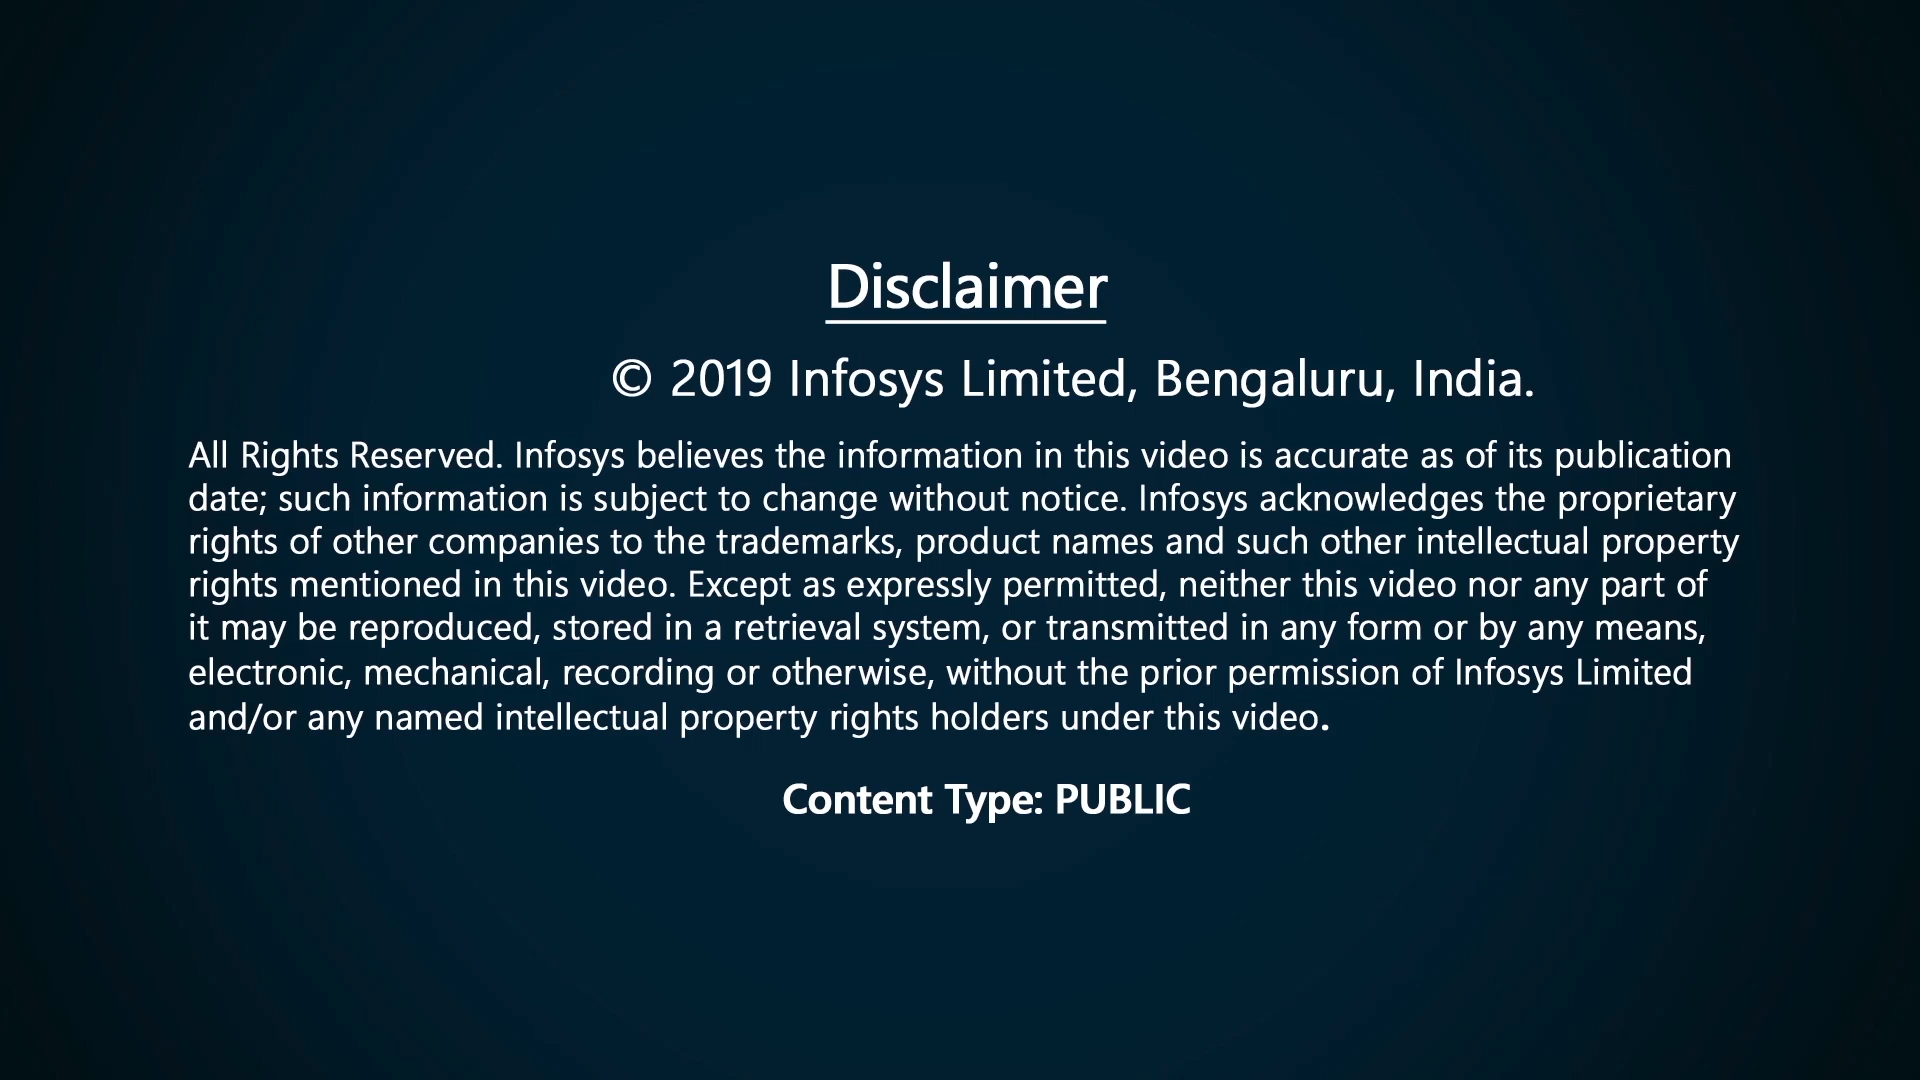 Disclaimer
© 2019 Infosys Limited, Bengaluru, India.
All Rights Reserved. Infosys believes the information in this video is accurate as of its publication
date; such information is subject to change without notice. Infosys acknowledges the proprietary
rights of other companies to the trademarks, product names and such other intellectual property
rights mentioned in this video. Except as expressly permitted, neither this video nor any part of
it may be reproduced, stored in a retrieval system, or transmitted in any form or by any means,
electronic, mechanical, recording or otherwise, without the prior permission of Infosys Limited
and/or any named intellectual property rights holders under this video.
Content Type: PUBLIC